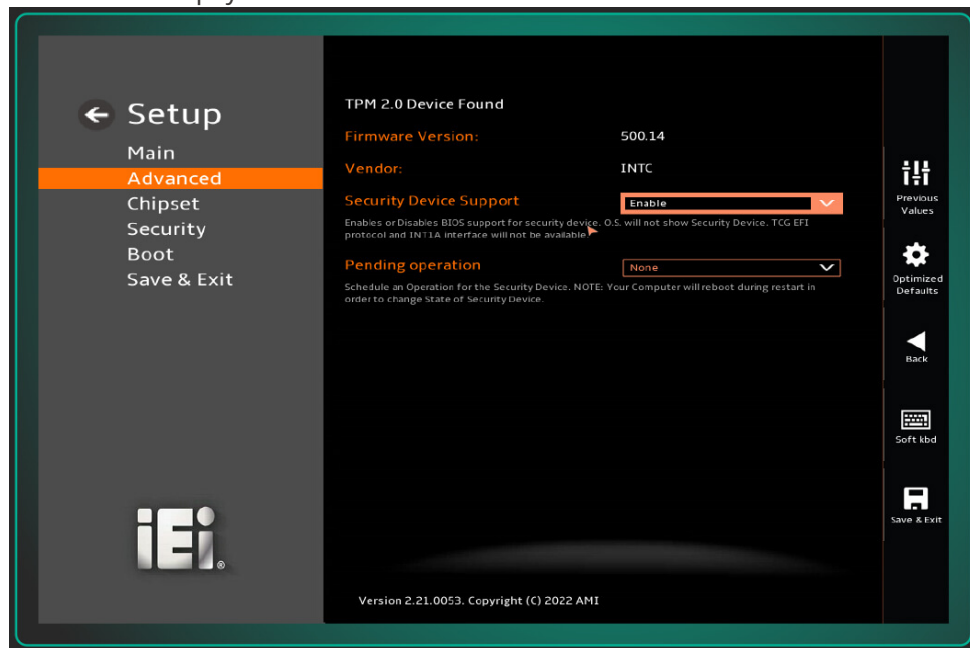 Setup
Main
Advanced
Chipset
Security
Boot
Save & Exit
TPM 2.0 Device Found
Firmware Version: 500.14
Vendor: INTC
Security Device Support Enable
Enables or Disables BIOS support for security device. O.S. will not show Security Device. TCG EFI
protocol and INT1A interface will not be available.
Pending operation None
Schedule an Operation for the Security Device. NOTE: Your Computer will reboot during restart in
order to change State of Security Device.
Previous
Values
Optimized
Defaults
Back
Soft kbd
Save & Exit
iEi®
Version 2.21.0053. Copyright (C) 2022 AMI